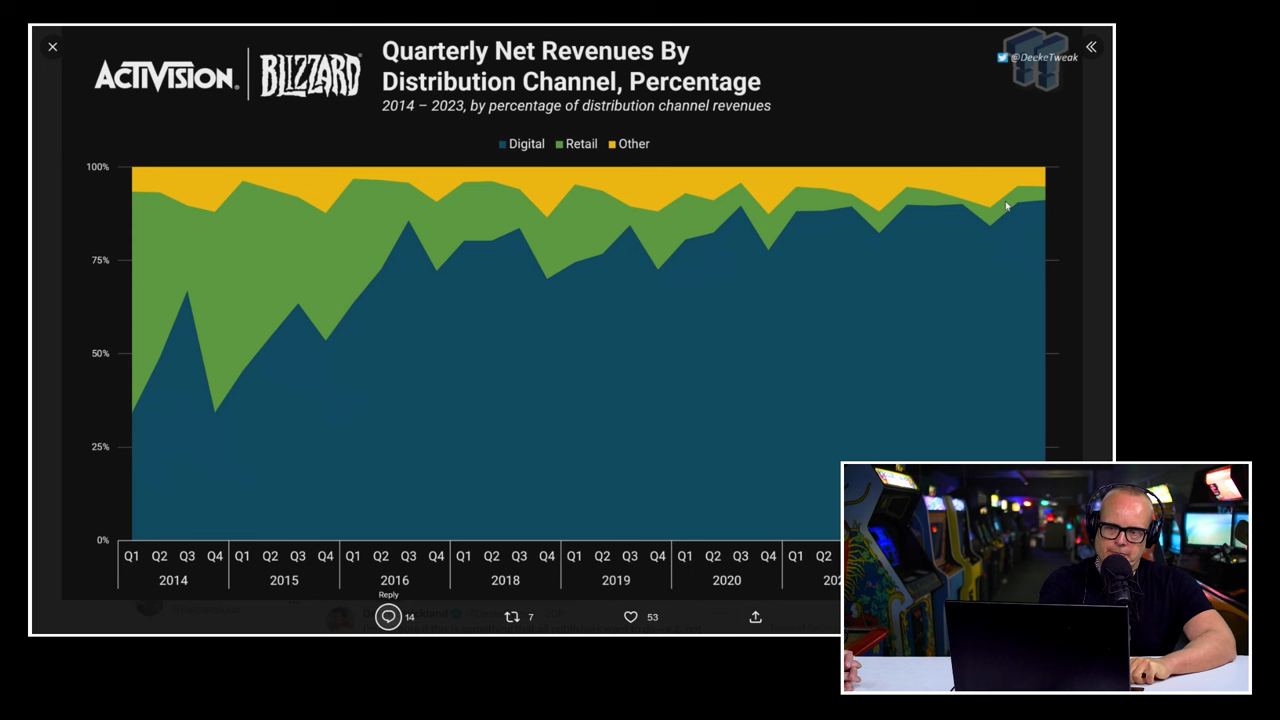 ACTIVISION
BLIZZARD
Quarterly Net Revenues By
Distribution Channel, Percentage
2014 – 2023, by percentage of distribution channel revenues
@DeckeTweak
Digital Retail Other
100%
75%
50%
25%
0%
Q1 Q2 Q3 Q4 Q1 Q2 Q3 Q4 Q1 Q2 Q3 Q4 Q1 Q2 Q3 Q4 Q1 Q2 Q3 Q4 Q1 Q2 Q3 Q4 Q1 Q2
2014 2015 2016 2018 2019 2020 202
Reply
14 7 53